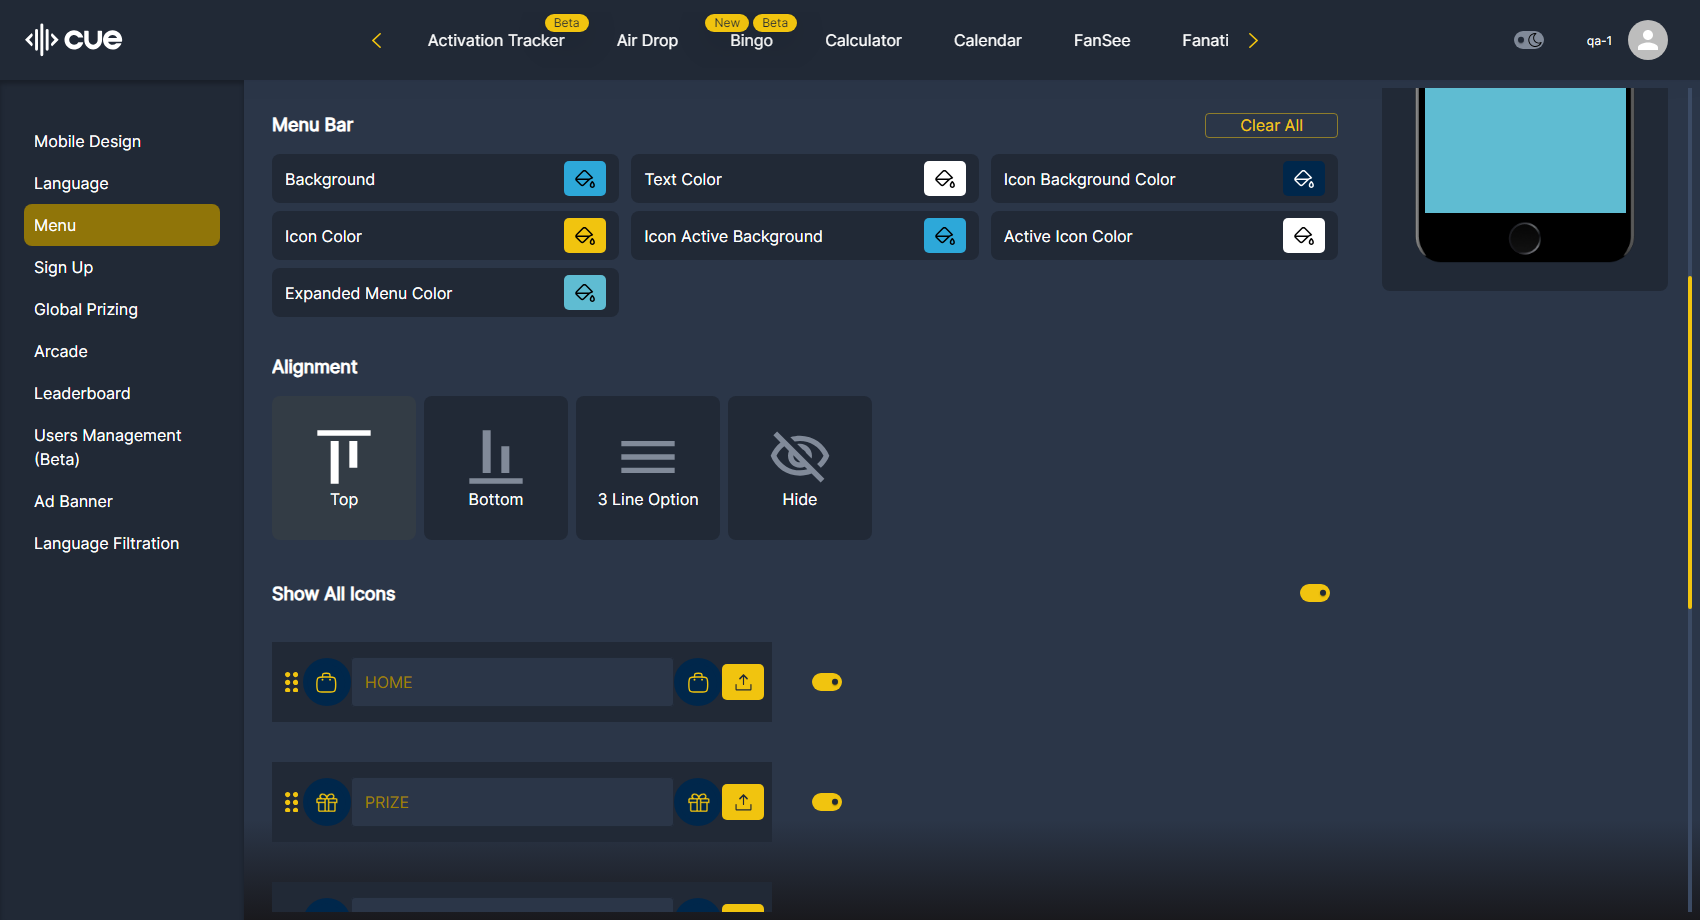 cue
Activation Tracker
Beta
Air Drop
New
Beta
Bingo
Calculator
Calendar
FanSee
Fanati
qa-1
Mobile Design
Language
Menu
Sign Up
Global Prizing
Arcade
Leaderboard
Users Management
(Beta)
Ad Banner
Language Filtration
Menu Bar
Clear All
Background
Text Color
Icon Background Color
Icon Color
Icon Active Background
Active Icon Color
Expanded Menu Color
Alignment
Top
Bottom
3 Line Option
Hide
Show All Icons
HOME
PRIZE